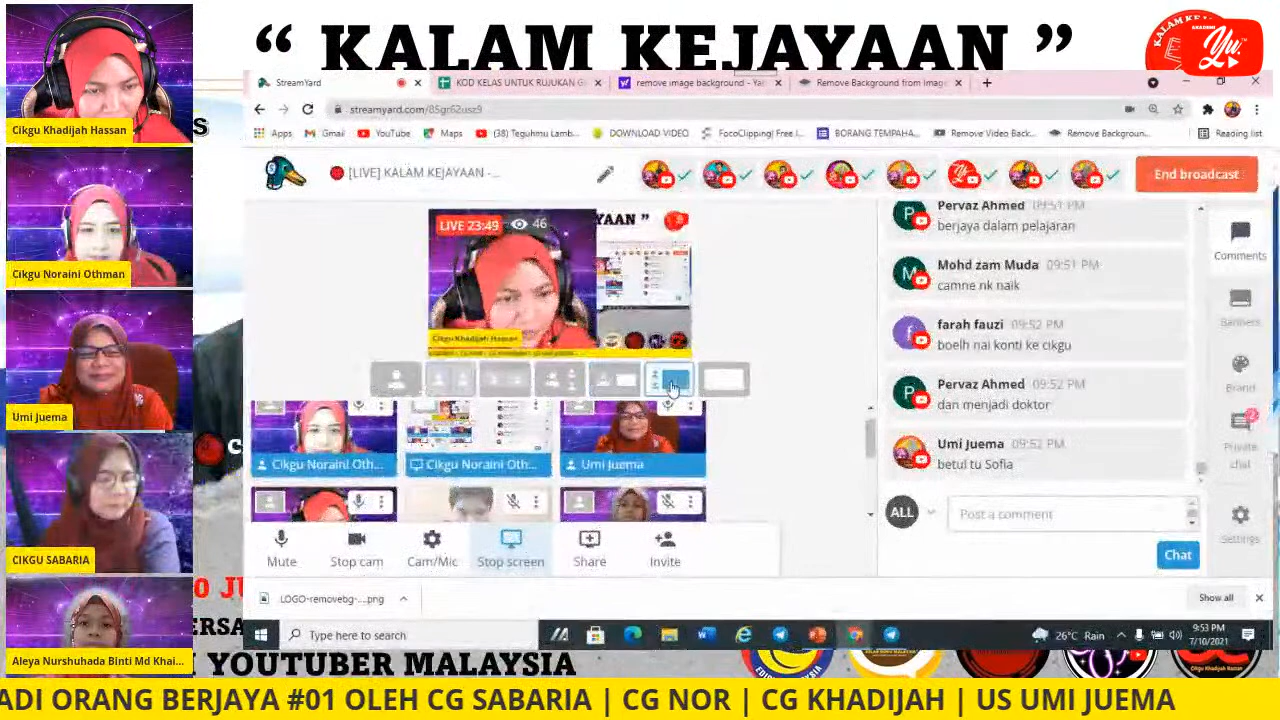 “ KALAM KEJAYAAN ”
Cikgu Khadijah Hassan
Cikgu Noraini Othman
Umi Juema
CIKGU SABARIA
Aleya Nurshuhada Binti Md Khai...
StreamYard
KOD KELAS UNTUK RUJUKAN G
remove image background - Ya
Remove Background from Imag
streamyard.com/85gr62usz9
Apps
Gmail
YouTube
Maps
(38) Teguhmu Lamb...
DOWNLOAD VIDEO
FocoClipping| Free I...
BORANG TEMPAHA...
Remove Video Back...
Remove Backgroun...
Reading list
[LIVE] KALAM KEJAYAAN -...
End broadcast
LIVE 23:49
46
Cikgu Khadijah Hassan
Cikgu Noraini Oth...
Cikgu Noraini Oth...
Umi Juema
Mute
Stop cam
Cam/Mic
Stop screen
Share
Invite
Pervaz Ahmed 09:51 PM
berjaya dalam pelajaran
Mohd zam Muda 09:51 PM
camne nk naik
farah fauzi 09:52 PM
boelh nai konti ke cikgu
Pervaz Ahmed 09:52 PM
dan menjadi doktor
Umi Juema 09:52 PM
betul tu Sofia
ALL
Post a comment
Chat
Comments
Banners
Brand
Private chat
Settings
LOGO-removebg-....png
Show all
Type here to search
26°C Rain
9:53 PM
7/10/2021
YOUTUBER MALAYSIA
ADI ORANG BERJAYA #01 OLEH CG SABARIA | CG NOR | CG KHADIJAH | US UMI JUEMA